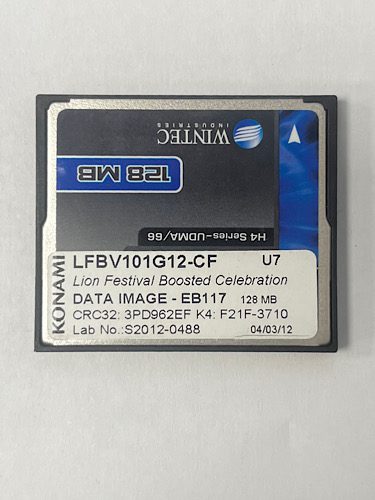 WINTEC
INDUSTRIES
128 MB
H4 Series-UDMA/66
KONAMI
LFBV101G12-CF U7
Lion Festival Boosted Celebration
DATA IMAGE - EB117 128 MB
CRC32: 3PD962EF K4: F21F-3710
Lab No.:S2012-0488 04/03/12